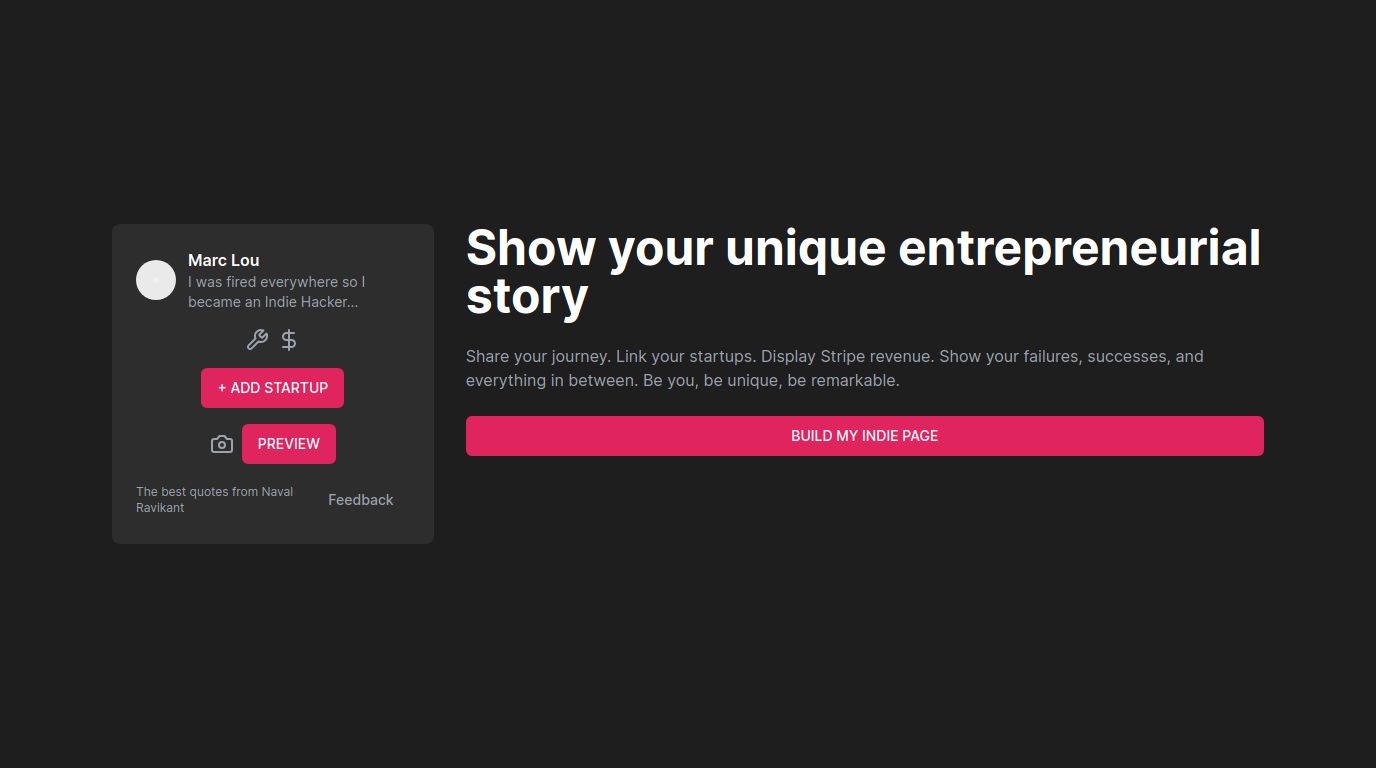 Marc Lou
I was fired everywhere so I
became an Indie Hacker...
+ ADD STARTUP
PREVIEW
The best quotes from Naval
Ravikant
Feedback
Show your unique entrepreneurial
story
Share your journey. Link your startups. Display Stripe revenue. Show your failures, successes, and
everything in between. Be you, be unique, be remarkable.
BUILD MY INDIE PAGE